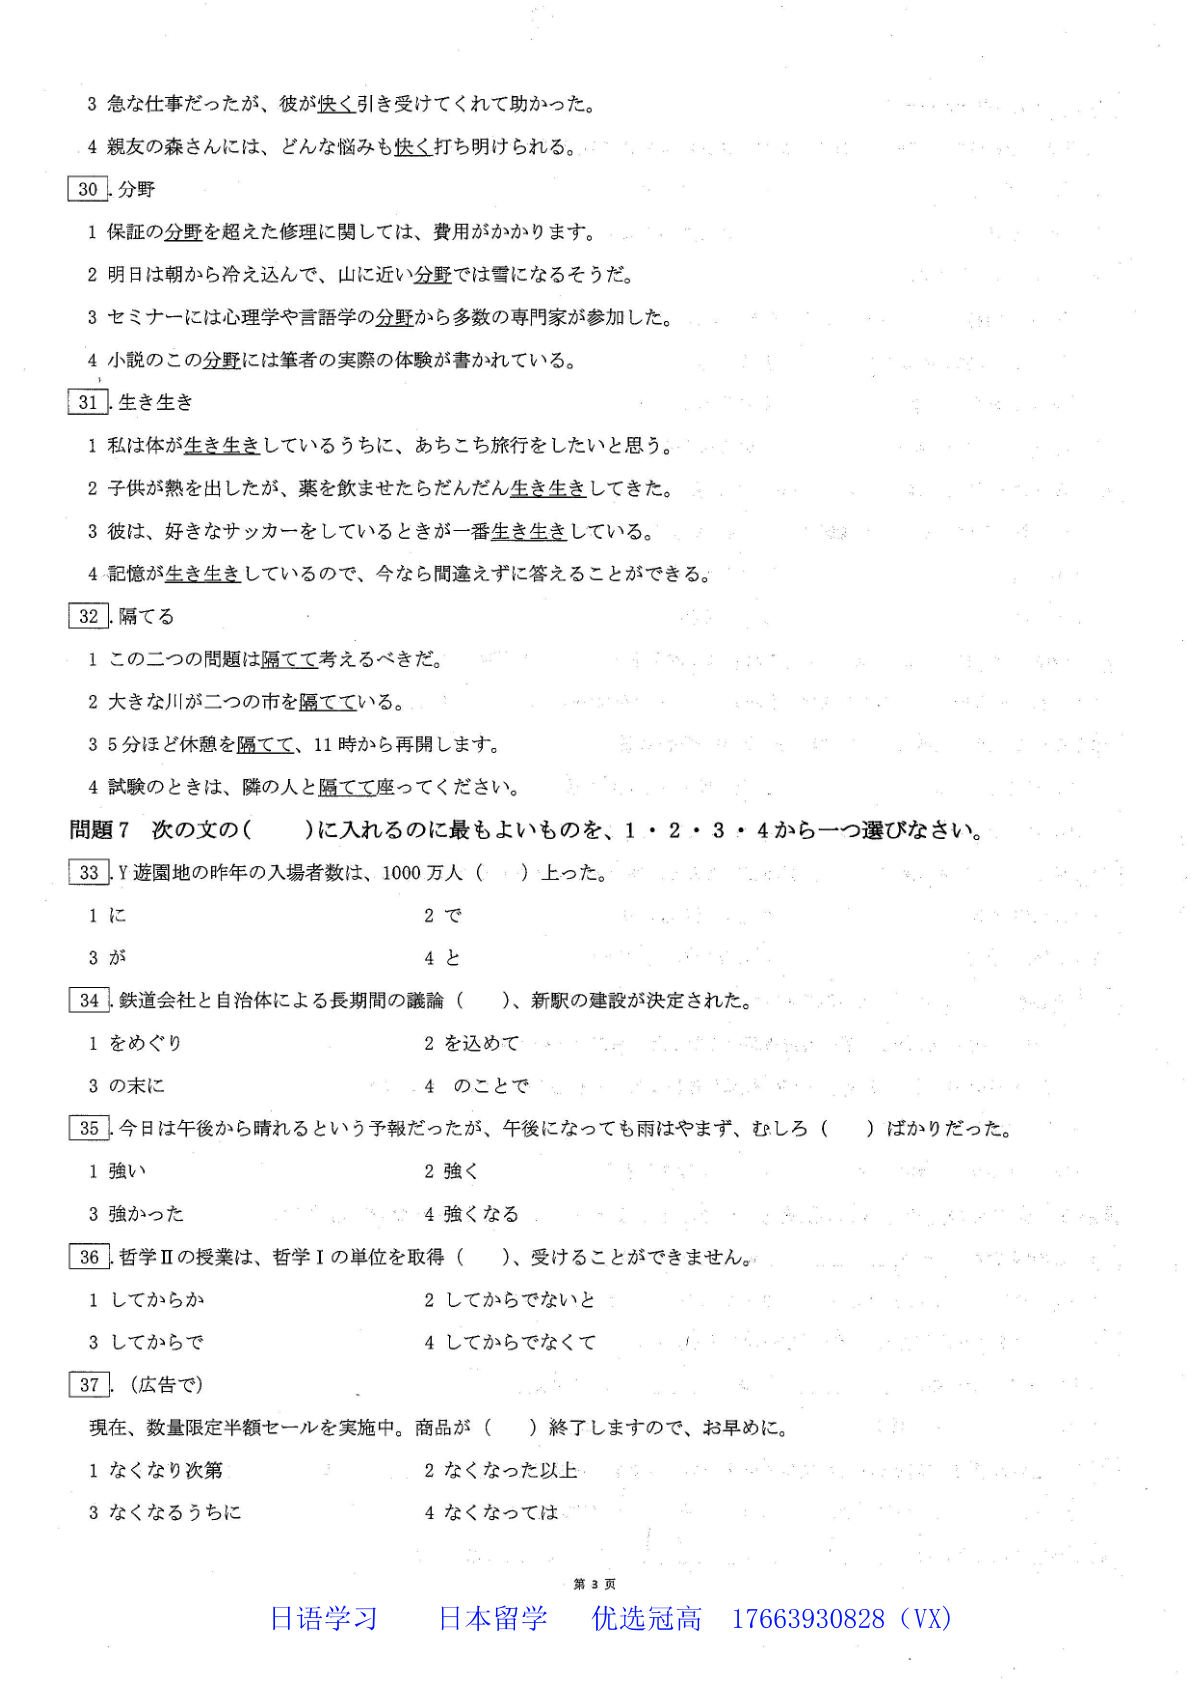 3 急な仕事だったが、彼が快く引き受けてくれて助かった。
4 親友の森さんには、どんな悩みも快く打ち明けられる。
30 . 分野
1 保証の分野を超えた修理に関しては、費用がかかります。
2 明日は朝から冷え込んで、山に近い分野では雪になるそうだ。
3 セミナーには心理学や言語学の分野から多数の専門家が参加した。
4 小説のこの分野には筆者の実際の体験が書かれている。
31 . 生き生き
1 私は体が生き生きしているうちに、あちこち旅行をしたいと思う。
2 子供が熱を出したが、薬を飲ませたらだんだん生き生きしてきた。
3 彼は、好きなサッカーをしているときが一番生き生きしている。
4 記憶が生き生きしているので、今なら間違えずに答えることができる。
32 . 隔てる
1 この二つの問題は隔てて考えるべきだ。
2 大きな川が二つの市を隔てている。
3 5分ほど休憩を隔てて、11時から再開します。
4 試験のときは、隣の人と隔てて座ってください。
問題7 次の文の( )に入れるのに最もよいものを、1・2・3・4から一つ選びなさい。
33 . Y遊園地の昨年の入場者数は、1000万人（ ）上った。
1 に 2 で
3 が 4 と
34 . 鉄道会社と自治体による長期間の議論（ ）、新駅の建設が決定された。
1 をめぐり 2 を込めて
3 の末に 4 のことで
35 . 今日は午後から晴れるという予報だったが、午後になっても雨はやまず、むしろ（ ）ばかりだった。
1 強い 2 強く
3 強かった 4 強くなる
36 . 哲学Ⅱの授業は、哲学Ⅰの単位を取得（ ）、受けることができません。
1 してからか 2 してからでないと
3 してからで 4 してからでなくて
37 . （広告で）
現在、数量限定半額セールを実施中。商品が（ ）終了しますので、お早めに。
1 なくなり次第 2 なくなった以上
3 なくなるうちに 4 なくなっては
第 3 页
日语学习 日本留学 优选冠高 17663930828（VX）